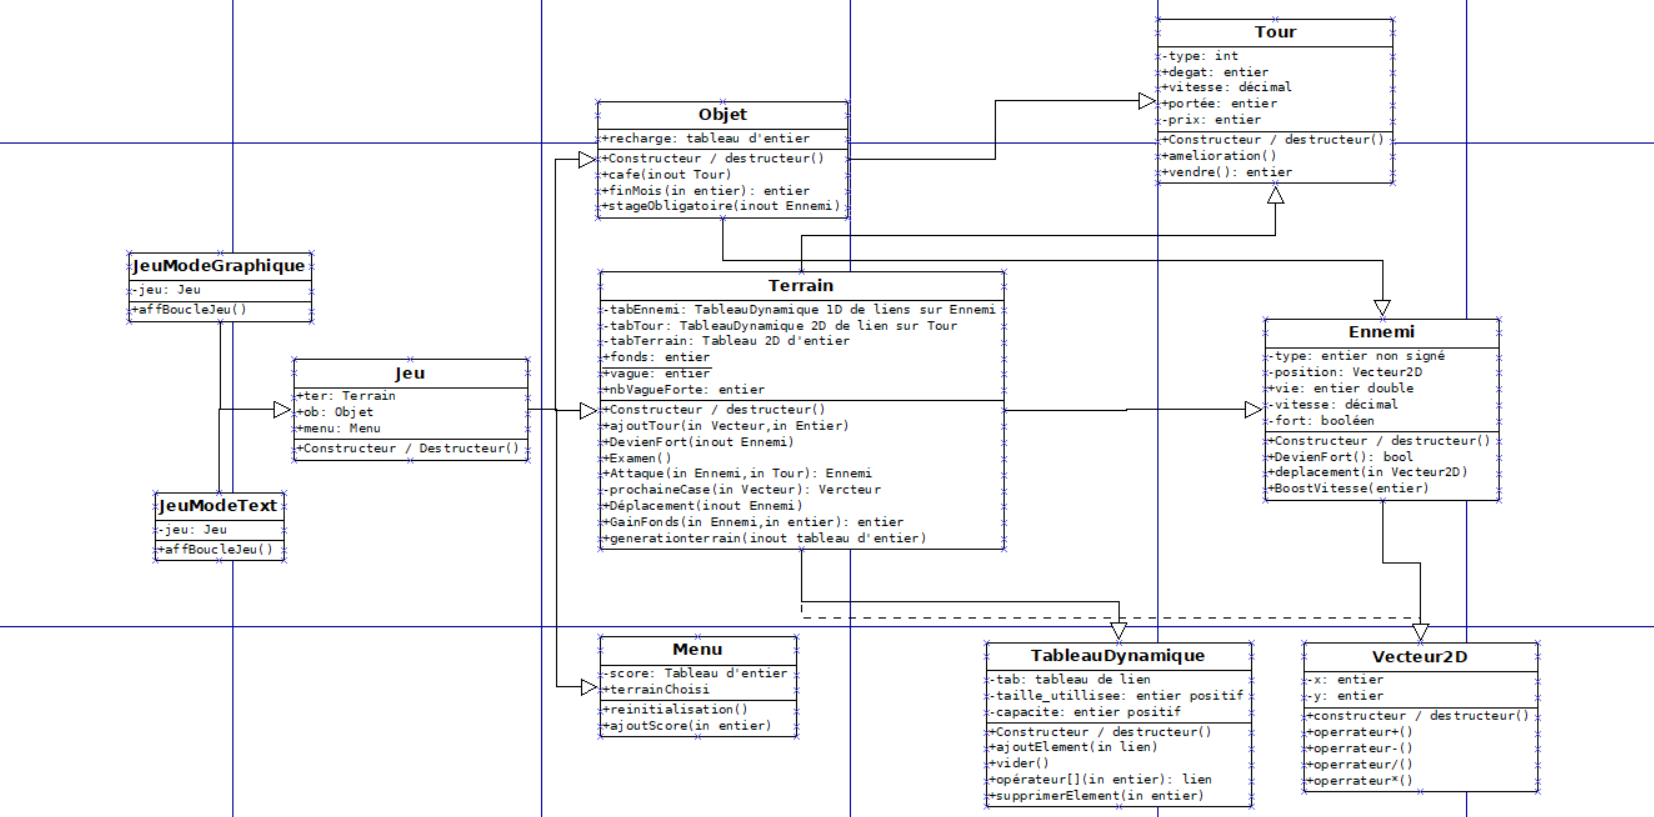 Tour
-type: int
+degat: entier
+vitesse: décimal
+portée: entier
-prix: entier
+Constructeur / destructeur()
+amelioration()
+vendre(): entier
Objet
+recharge: tableau d'entier
+Constructeur / destructeur()
+cafe(inout Tour)
+finMois(in entier): entier
+stageObligatoire(inout Ennemi)
JeuModeGraphique
-jeu: Jeu
+affBoucleJeu()
Jeu
+ter: Terrain
+ob: Objet
+menu: Menu
+Constructeur / Destructeur()
JeuModeText
-jeu: Jeu
+affBoucleJeu()
Terrain
-tabEnnemi: TableauDynamique 1D de liens sur Ennemi
-tabTour: TableauDynamique 2D de lien sur Tour
-tabTerrain: Tableau 2D d'entier
+fonds: entier
+vague: entier
+nbVagueForte: entier
+Constructeur / destructeur()
+ajoutTour(in Vecteur,in Entier)
+DevienFort(inout Ennemi)
+Examen()
+Attaque(in Ennemi,in Tour): Ennemi
-prochaineCase(in Vecteur): Vercteur
+Déplacement(inout Ennemi)
+GainFonds(in Ennemi,in entier): entier
+generationterrain(inout tableau d'entier)
Ennemi
-type: entier non signé
-position: Vecteur2D
+vie: entier double
-vitesse: décimal
-fort: booléen
+Constructeur / destructeur()
+DevienFort(): bool
+deplacement(in Vecteur2D)
+BoostVitesse(entier)
Menu
-score: Tableau d'entier
+terrainChoisi
+reinitialisation()
+ajoutScore(in entier)
TableauDynamique
-tab: tableau de lien
-taille_utillisee: entier positif
-capacite: entier positif
+Constructeur / destructeur()
+ajoutElement(in lien)
+vider()
+opérateur[](in entier): lien
+supprimerElement(in entier)
Vecteur2D
-x: entier
-y: entier
+constructeur / destructeur()
+operrateur+()
+operrateur-()
+operrateur/()
+operrateur*()